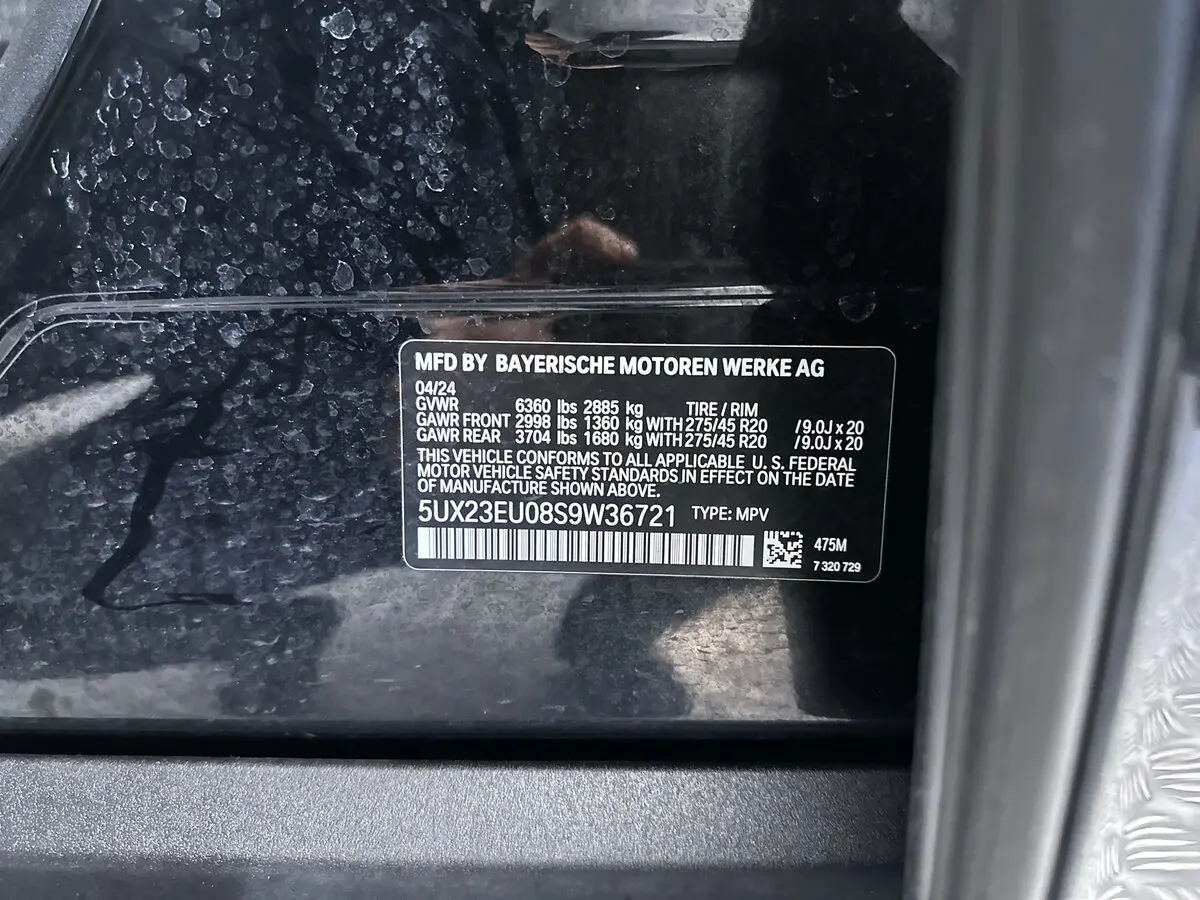 MFD BY BAYERISCHE MOTOREN WERKE AG
04/24
GVWR 6360 lbs 2885 kg TIRE / RIM
GAWR FRONT 2998 lbs 1360 kg WITH 275/45 R20 /9.0J x 20
GAWR REAR 3704 lbs 1680 kg WITH 275/45 R20 /9.0J x 20
THIS VEHICLE CONFORMS TO ALL APPLICABLE U. S. FEDERAL
MOTOR VEHICLE SAFETY STANDARDS IN EFFECT ON THE DATE
OF MANUFACTURE SHOWN ABOVE.
5UX23EU08S9W36721 TYPE: MPV
475M
7 320 729